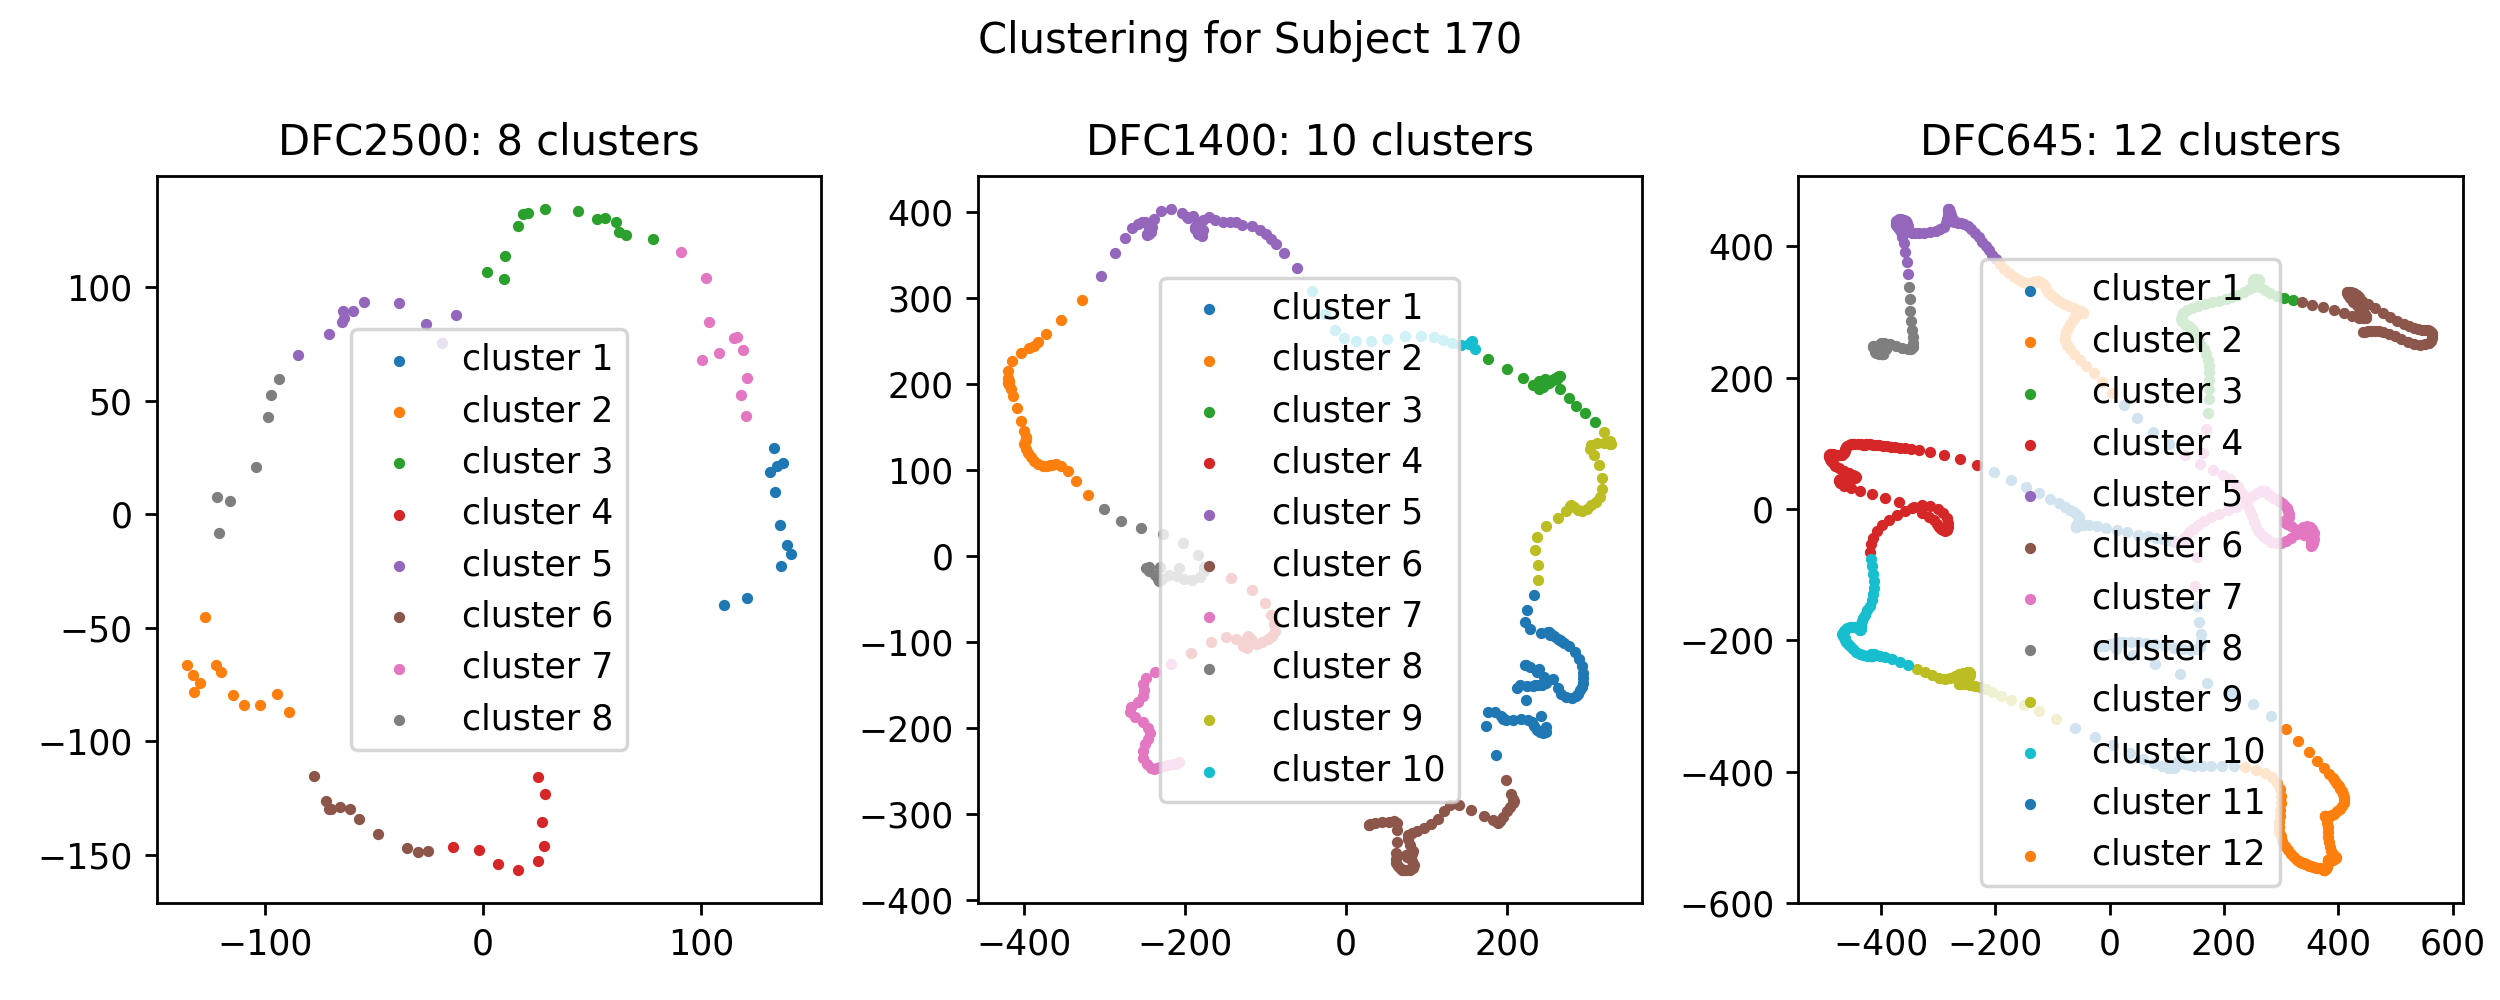 Clustering for Subject 170
DFC2500: 8 clusters
100
50
0
−50
−100
−150
−100
0
100
cluster 1
cluster 2
cluster 3
cluster 4
cluster 5
cluster 6
cluster 7
cluster 8
DFC1400: 10 clusters
400
300
200
100
0
−100
−200
−300
−400
−400
−200
0
200
cluster 1
cluster 2
cluster 3
cluster 4
cluster 5
cluster 6
cluster 7
cluster 8
cluster 9
cluster 10
DFC645: 12 clusters
400
200
0
−200
−400
−600
−400
−200
0
200
400
600
cluster 1
cluster 2
cluster 3
cluster 4
cluster 5
cluster 6
cluster 7
cluster 8
cluster 9
cluster 10
cluster 11
cluster 12